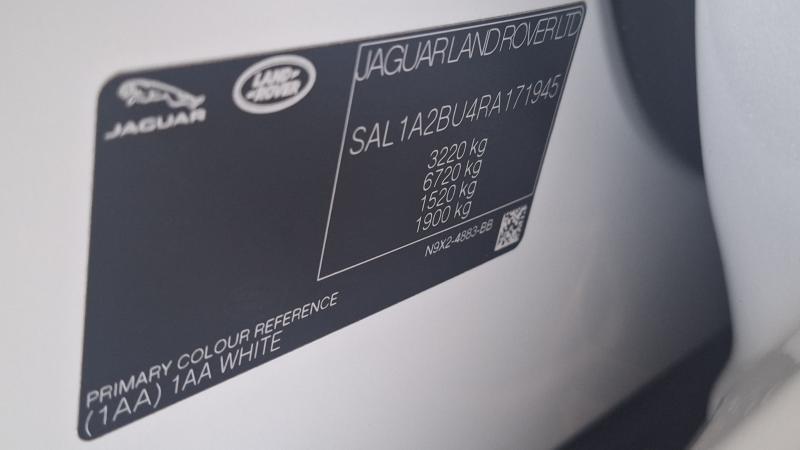 JAGUAR
LAND
ROVER
JAGUAR LAND ROVER LTD
SAL1A2BU4RA171945
3220 kg
6720 kg
1520 kg
1900 kg
N9X2-4883-BB
PRIMARY COLOUR REFERENCE
(1AA) 1AA WHITE